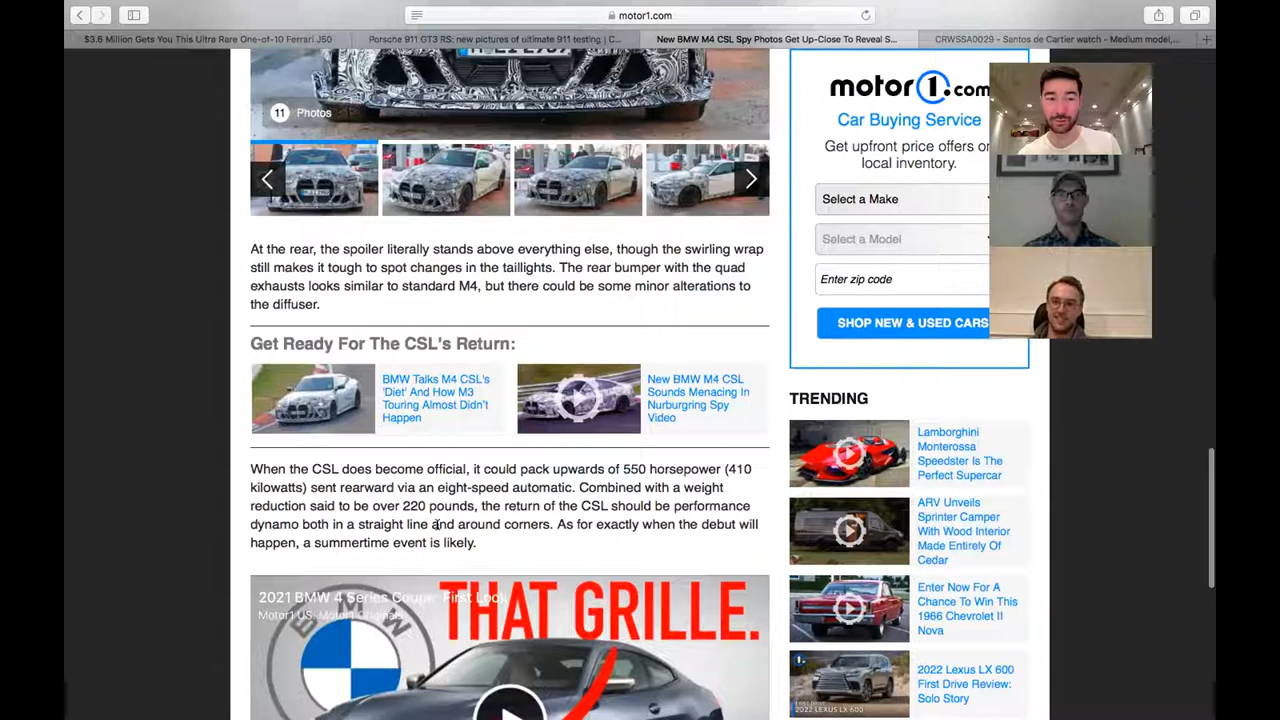 motor1.com
$3.6 Million Gets You This Ultra Rare One-of-10 Ferrari J50
Porsche 911 GT3 RS: new pictures of ultimate 911 testing | C...
New BMW M4 CSL Spy Photos Get Up-Close To Reveal S...
CRWSSA0029 - Santos de Cartier watch - Medium model,...
11 Photos
At the rear, the spoiler literally stands above everything else, though the swirling wrap
still makes it tough to spot changes in the taillights. The rear bumper with the quad
exhausts looks similar to standard M4, but there could be some minor alterations to
the diffuser.
Get Ready For The CSL's Return:
BMW Talks M4 CSL's
'Diet' And How M3
Touring Almost Didn't
Happen
New BMW M4 CSL
Sounds Menacing In
Nurburgring Spy
Video
When the CSL does become official, it could pack upwards of 550 horsepower (410
kilowatts) sent rearward via an eight-speed automatic. Combined with a weight
reduction said to be over 220 pounds, the return of the CSL should be performance
dynamo both in a straight line and around corners. As for exactly when the debut will
happen, a summertime event is likely.
2021 BMW 4 Series Coupe First Look
Motor1 US: Motor1 Originals
THAT GRILLE.
motor1.com
Car Buying Service
Get upfront price offers on
local inventory.
Select a Make
Select a Model
Enter zip code
SHOP NEW & USED CARS
TRENDING
Lamborghini
Monterossa
Speedster Is The
Perfect Supercar
ARV Unveils
Sprinter Camper
With Wood Interior
Made Entirely Of
Cedar
Enter Now For A
Chance To Win This
1966 Chevrolet II
Nova
2022 Lexus LX 600
First Drive Review:
Solo Story
2022 LEXUS LX 600